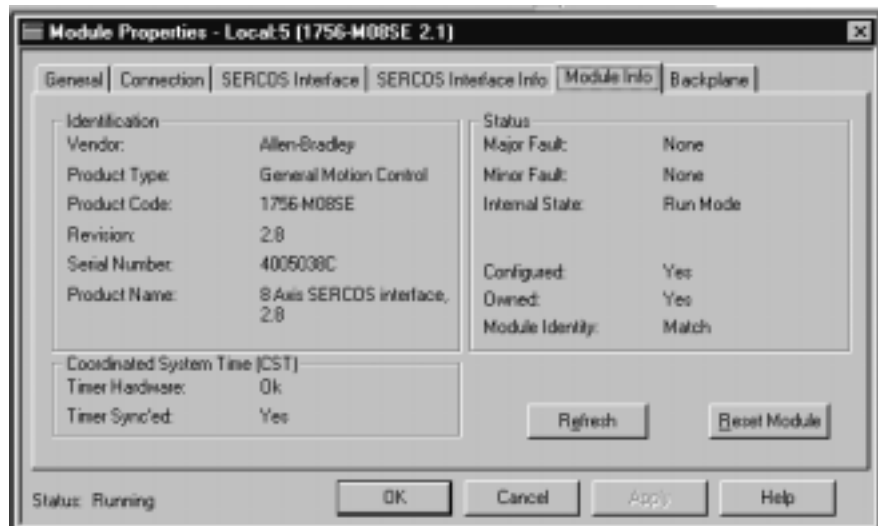 Module Properties - Local:5 (1756-M08SE 2.1)
General Connection SERCOS Interface SERCOS Interface Info Module Info Backplane
Identification
Vendor: Allen-Bradley
Product Type: General Motion Control
Product Code: 1756-M08SE
Revision: 2.8
Serial Number: 4005038C
Product Name: 8 Axis SERCOS interface,
2.8
Status
Major Fault: None
Minor Fault: None
Internal State: Run Mode
Configured: Yes
Owned: Yes
Module Identity: Match
Coordinated System Time (CST)
Timer Hardware: Ok
Timer Sync'ed: Yes
Refresh Reset Module
Status: Running OK Cancel Apply Help